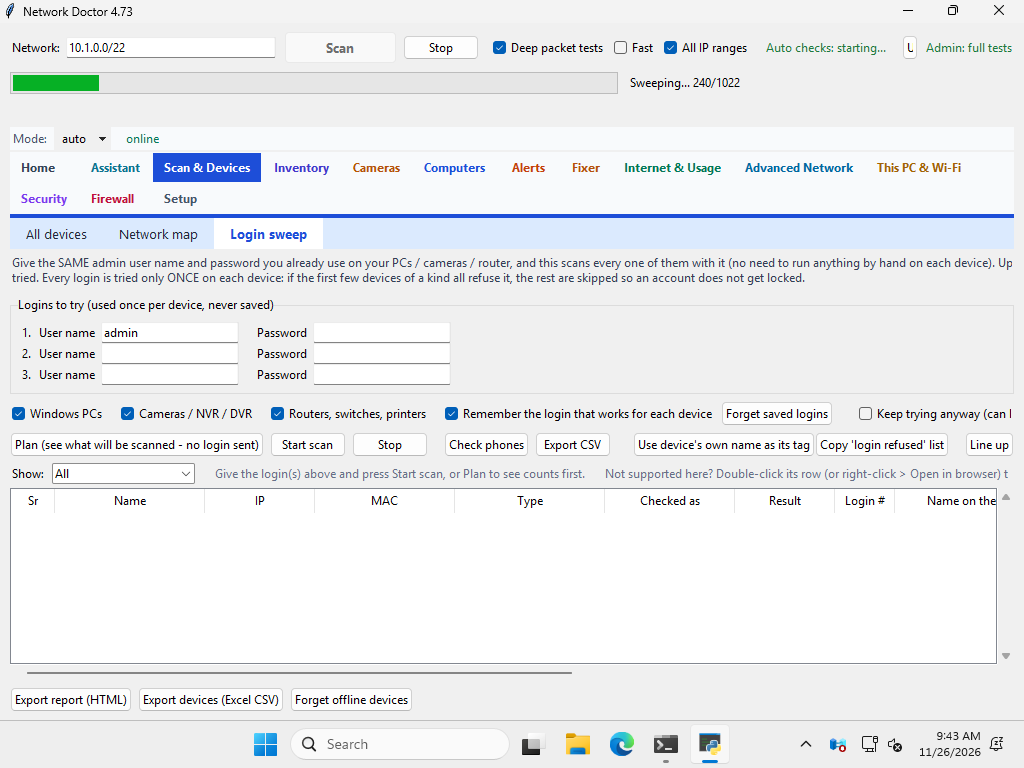 Network Doctor 4.73
Network: 10.1.0.0/22 Scan Stop Deep packet tests Fast All IP ranges Auto checks: starting... U Admin: full tests
Sweeping... 240/1022
Mode: auto online
Home Assistant Scan & Devices Inventory Cameras Computers Alerts Fixer Internet & Usage Advanced Network This PC & Wi-Fi
Security Firewall Setup
All devices Network map Login sweep
Give the SAME admin user name and password you already use on your PCs / cameras / router, and this scans every one of them with it (no need to run anything by hand on each device). Up
tried. Every login is tried only ONCE on each device: if the first few devices of a kind all refuse it, the rest are skipped so an account does not get locked.
Logins to try (used once per device, never saved)
1. User name admin Password
2. User name Password
3. User name Password
Windows PCs Cameras / NVR / DVR Routers, switches, printers Remember the login that works for each device Forget saved logins Keep trying anyway (can l
Plan (see what will be scanned - no login sent) Start scan Stop Check phones Export CSV Use device's own name as its tag Copy 'login refused' list Line up
Show: All Give the login(s) above and press Start scan, or Plan to see counts first. Not supported here? Double-click its row (or right-click > Open in browser) t
Sr Name IP MAC Type Checked as Result Login # Name on the
Export report (HTML) Export devices (Excel CSV) Forget offline devices
Search
9:43 AM
11/26/2026